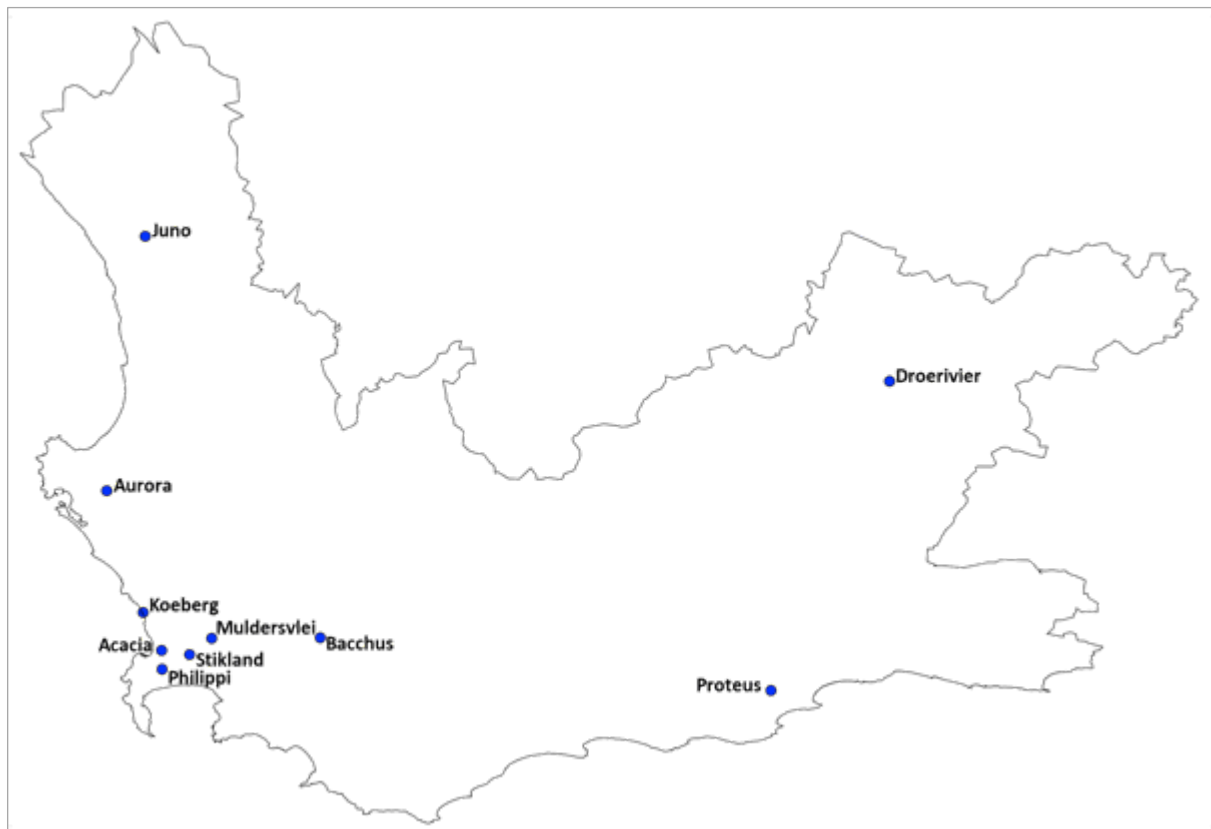 Juno
Droerivier
Aurora
Koeberg
Muldersvlei
Acacia
Bacchus
Stikland
Philippi
Proteus